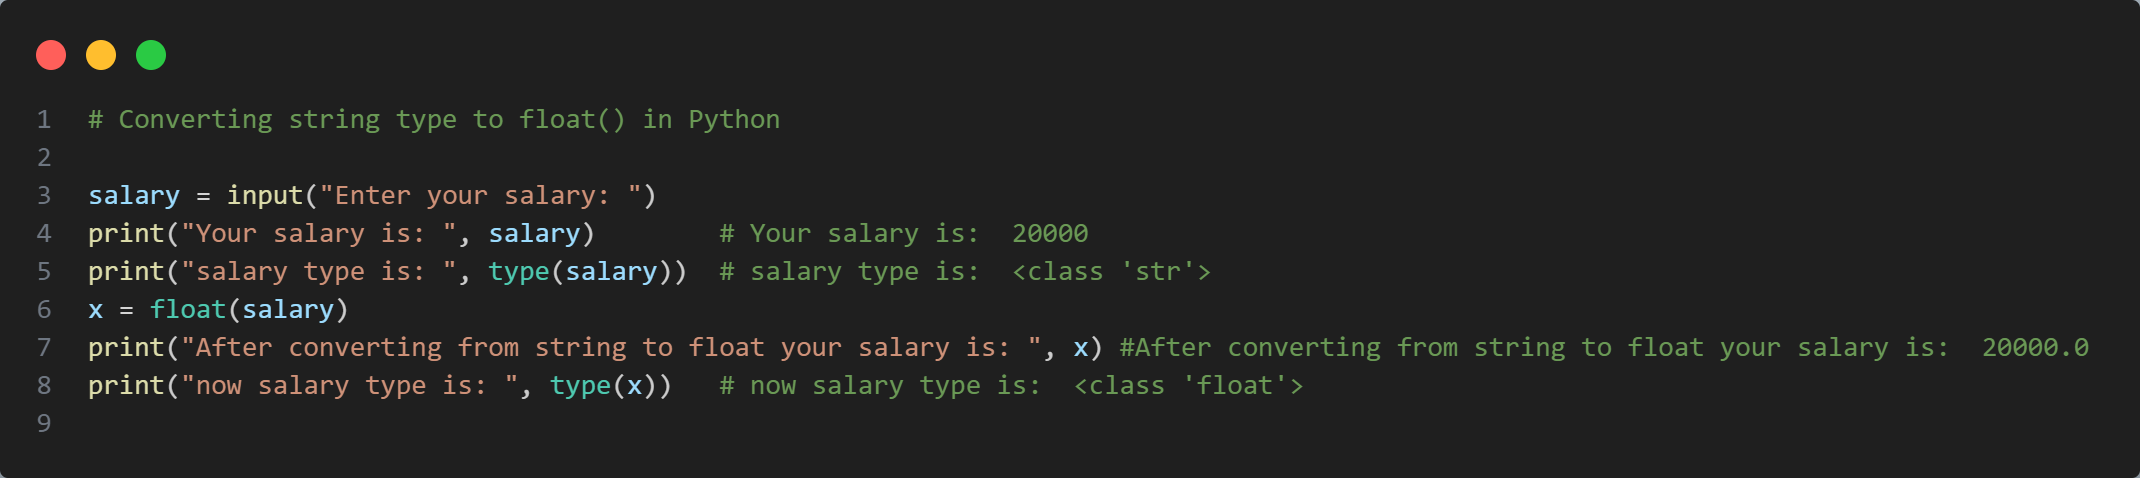 1 # Converting string type to float() in Python
2
3 salary = input("Enter your salary: ")
4 print("Your salary is: ", salary)        # Your salary is:  20000
5 print("salary type is: ", type(salary))  # salary type is:  <class 'str'>
6 x = float(salary)
7 print("After converting from string to float your salary is: ", x) #After converting from string to float your salary is:  20000.0
8 print("now salary type is: ", type(x))   # now salary type is:  <class 'float'>
9